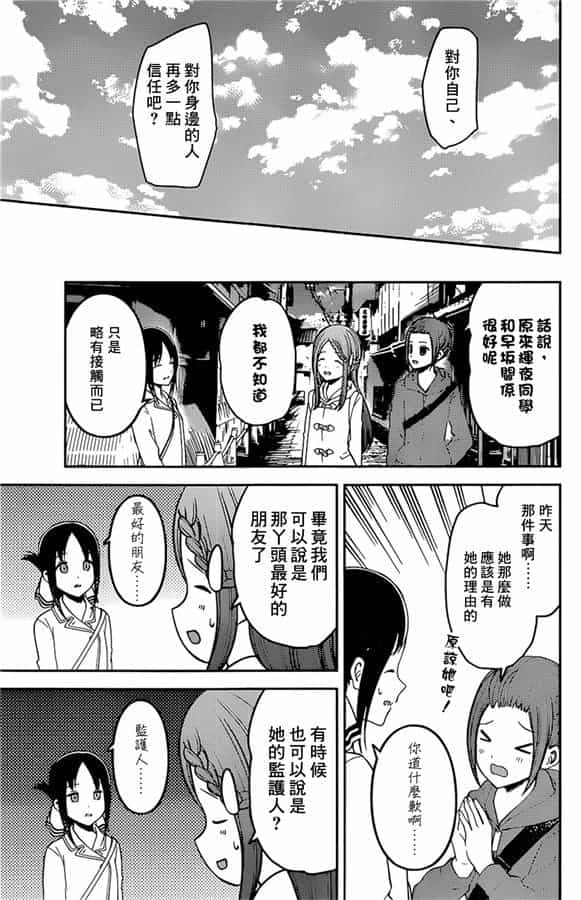 對你自己、
對你身邊的人
再多一點
信任吧？
話說，
原來輝夜同學
和早坂關係
很好呢
我都不知道
只是
略有接觸而已
昨天
那件事啊……
她那麼做
應該是有
她的理由的
原諒她吧！
你道什麼歉啊……
畢竟我們
可以說是
那丫頭最好的
朋友了
最好的朋友……
有時候
也可以說是
她的監護人？
監護人……